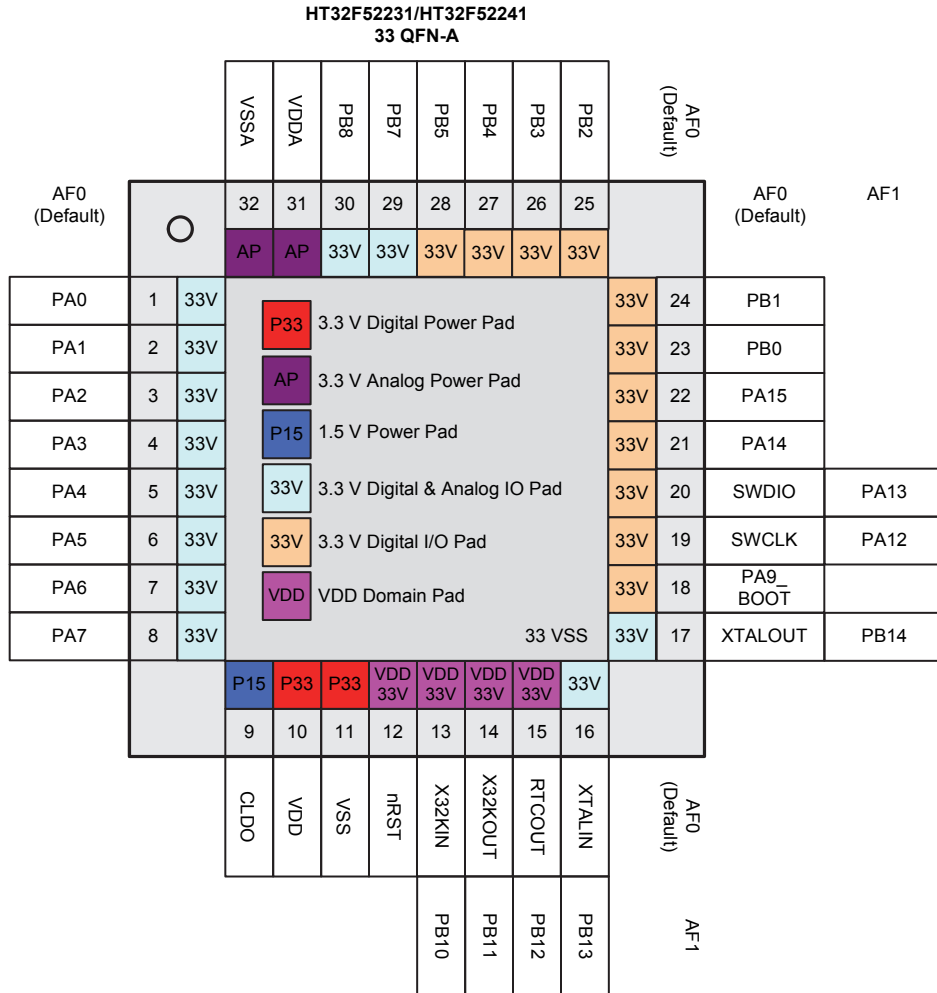 HT32F52231/HT32F52241
33 QFN-A
VSSA
VDDA
PB8
PB7
PB5
PB4
PB3
PB2
AF0
(Default)
AF0
(Default)
32 31 30 29 28 27 26 25
AF0
(Default)
AF1
AP AP 33V 33V 33V 33V 33V 33V
PA0 1 33V
33V 24 PB1
PA1 2 33V
33V 23 PB0
PA2 3 33V
33V 22 PA15
PA3 4 33V
33V 21 PA14
PA4 5 33V
33V 20 SWDIO PA13
PA5 6 33V
33V 19 SWCLK PA12
PA6 7 33V
33V 18 PA9_
BOOT
PA7 8 33V
33V 17 XTALOUT PB14
P33 3.3 V Digital Power Pad
AP 3.3 V Analog Power Pad
P15 1.5 V Power Pad
33V 3.3 V Digital & Analog IO Pad
33V 3.3 V Digital I/O Pad
VDD VDD Domain Pad
33 VSS
P15 P33 P33 VDD VDD VDD VDD 33V
33V 33V 33V 33V
9 10 11 12 13 14 15 16
CLDO
VDD
VSS
nRST
X32KIN
X32KOUT
RTCOUT
XTALIN
AF0
(Default)
PB10
PB11
PB12
PB13
AF1